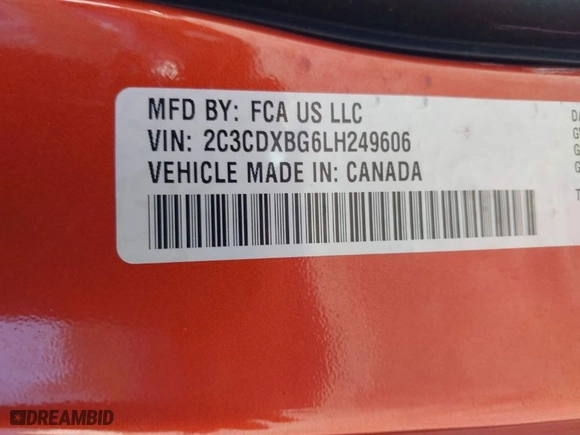 MFD BY: FCA US LLC
VIN: 2C3CDXBG6LH249606
VEHICLE MADE IN: CANADA
DREAMBID